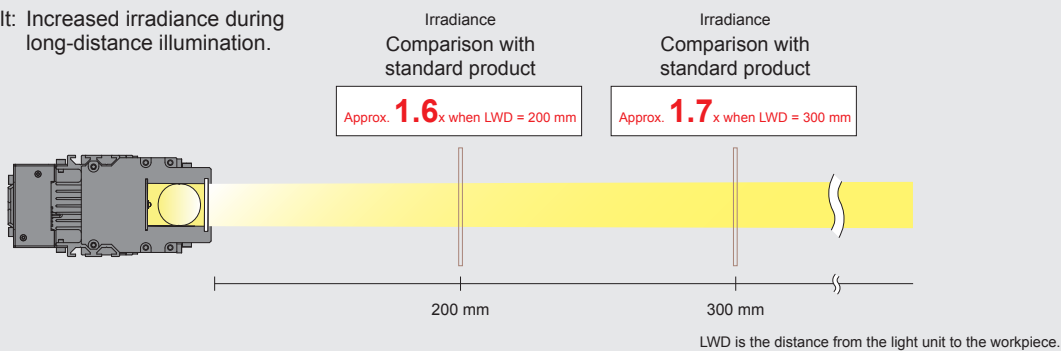 lt: Increased irradiance during
long-distance illumination.
Irradiance
Comparison with
standard product
Approx. 1.6x when LWD = 200 mm
Irradiance
Comparison with
standard product
Approx. 1.7x when LWD = 300 mm
200 mm
300 mm
LWD is the distance from the light unit to the workpiece.